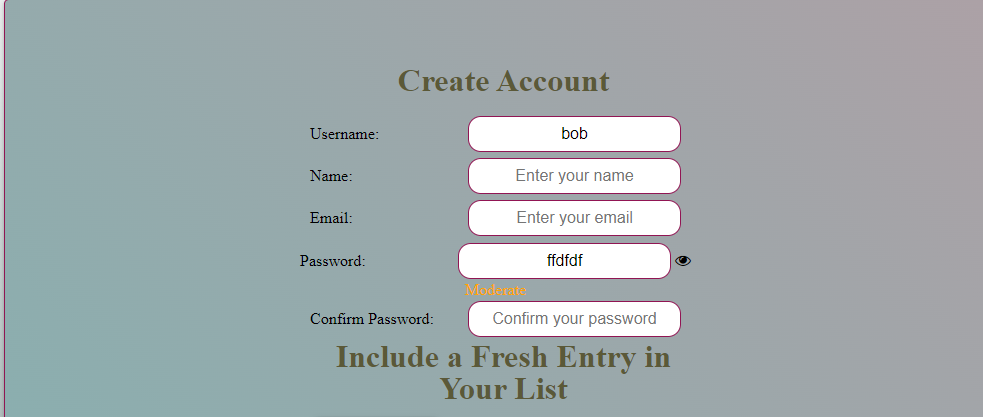 Create Account
Username: bob
Name: Enter your name
Email: Enter your email
Password: ffdfdf
Moderate
Confirm Password: Confirm your password
Include a Fresh Entry in
Your List